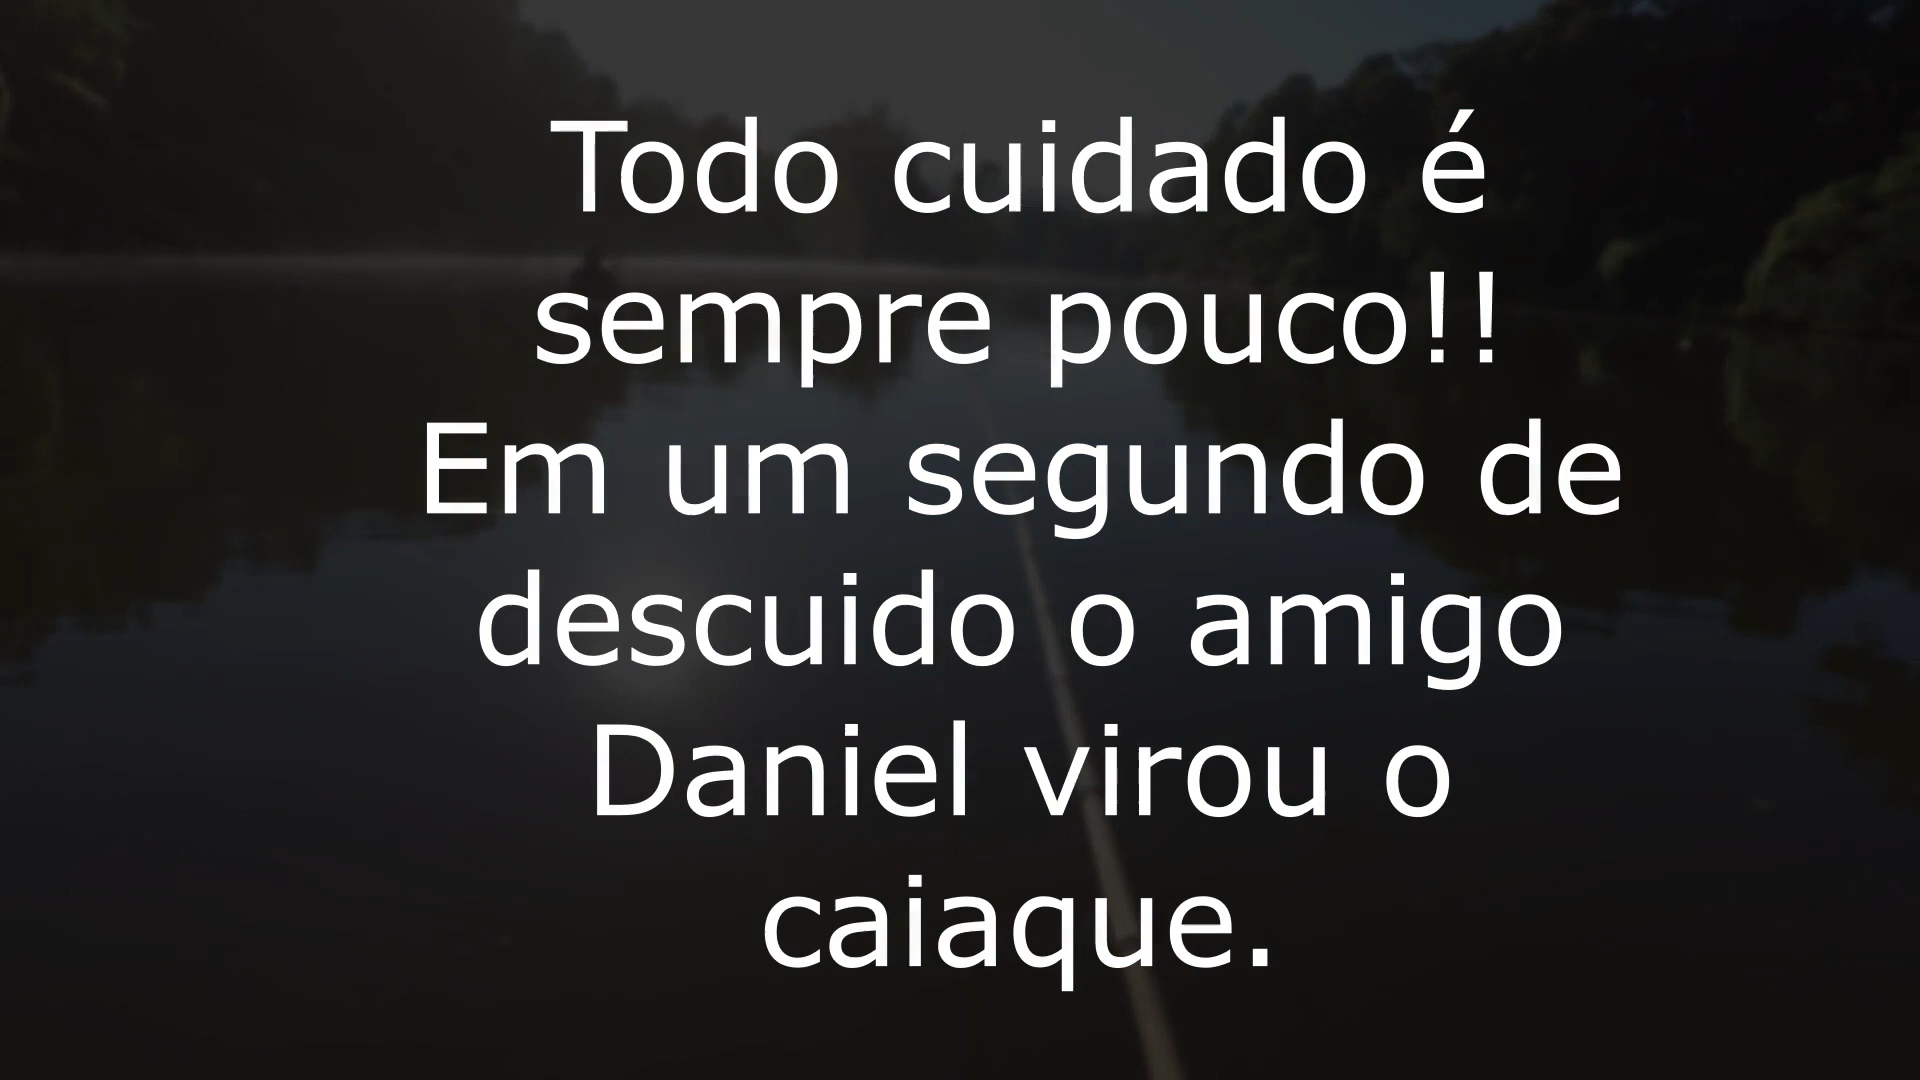 Todo cuidado é
sempre pouco!!
Em um segundo de
descuido o amigo
Daniel virou o
caiaque.